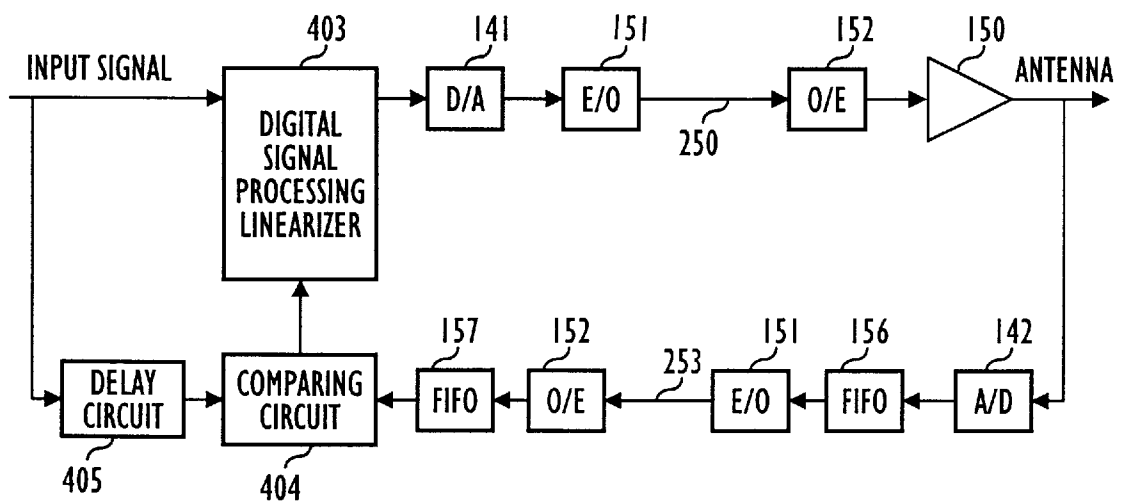 403
141
151
152
150
INPUT SIGNAL
ANTENNA
DIGITAL
SIGNAL
PROCESSING
LINEARIZER
D/A
E/O
250
O/E
157
152
253
151
156
142
DELAY
CIRCUIT
COMPARING
CIRCUIT
FIFO
O/E
E/O
FIFO
A/D
405
404